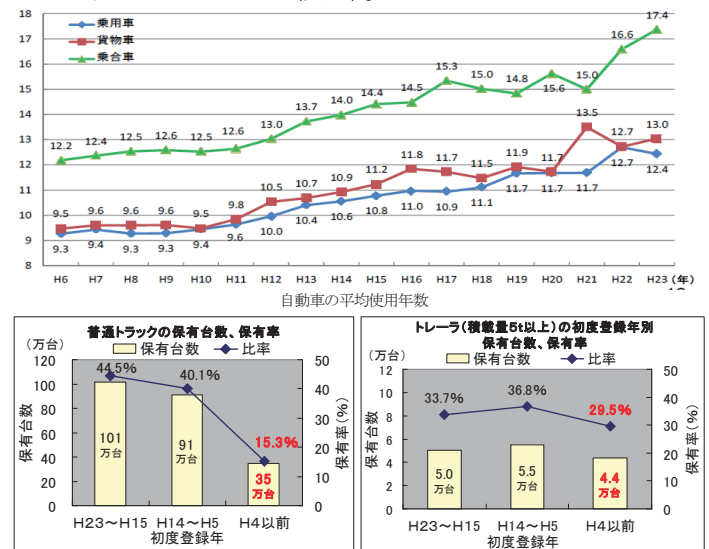 18
17
16
15
14
13
12
11
10
9
8
乗用車
貨物車
乗合車
12.2 12.4 12.5 12.6 12.5 12.6 13.0 13.7 14.0 14.4 14.5 15.3 15.0 14.8 15.6 15.0 16.6 17.4
9.5 9.6 9.6 9.6 9.5 9.8 10.5 10.7 10.9 11.2 11.8 11.7 11.5 11.9 11.7 13.5 12.7 13.0
9.3 9.4 9.3 9.3 9.4 9.6 10.0 10.4 10.6 10.8 11.0 10.9 11.1 11.7 11.7 11.7 12.7 12.4
H6 H7 H8 H9 H10 H11 H12 H13 H14 H15 H16 H17 H18 H19 H20 H21 H22 H23 (年)
自動車の平均使用年数
普通トラックの保有台数、保有率
(万台)
保有台数 比率
120
100
80
60
40
20
0
保有台数
44.5% 40.1% 15.3%
101
万台
91
万台
35
万台
50
40
30
20
10
0
保有率(%)
H23～H15 H14～H5 H4以前
初度登録年
トレーラ(積載量5t以上)の初度登録年別
保有台数、保有率
(万台)
保有台数 比率
12
10
8
6
4
2
0
保有台数
33.7% 36.8% 29.5%
5.0
万台
5.5
万台
4.4
万台
50
40
30
20
10
0
保有率(%)
H23～H15 H14～H5 H4以前
初度登録年